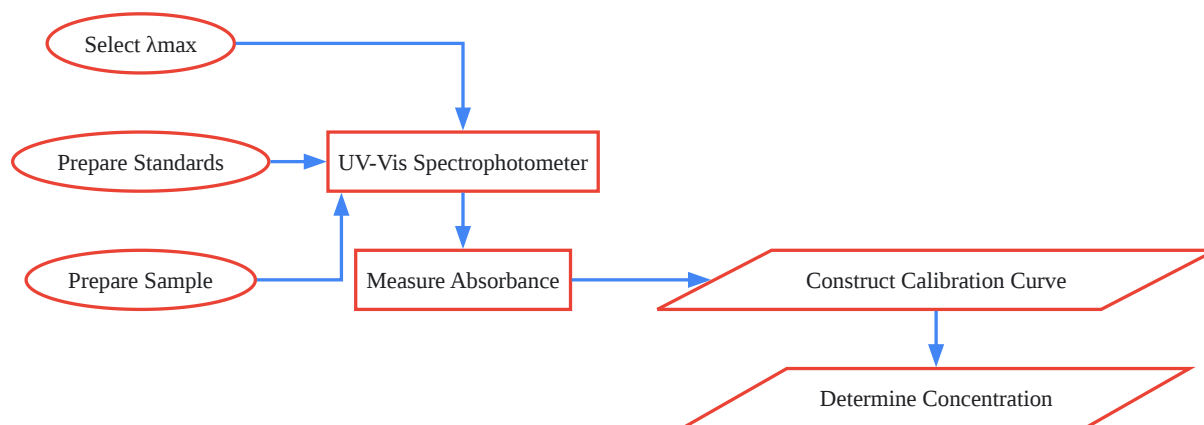 Select λmax
Prepare Standards
UV-Vis Spectrophotometer
Prepare Sample
Measure Absorbance
Construct Calibration Curve
Determine Concentration